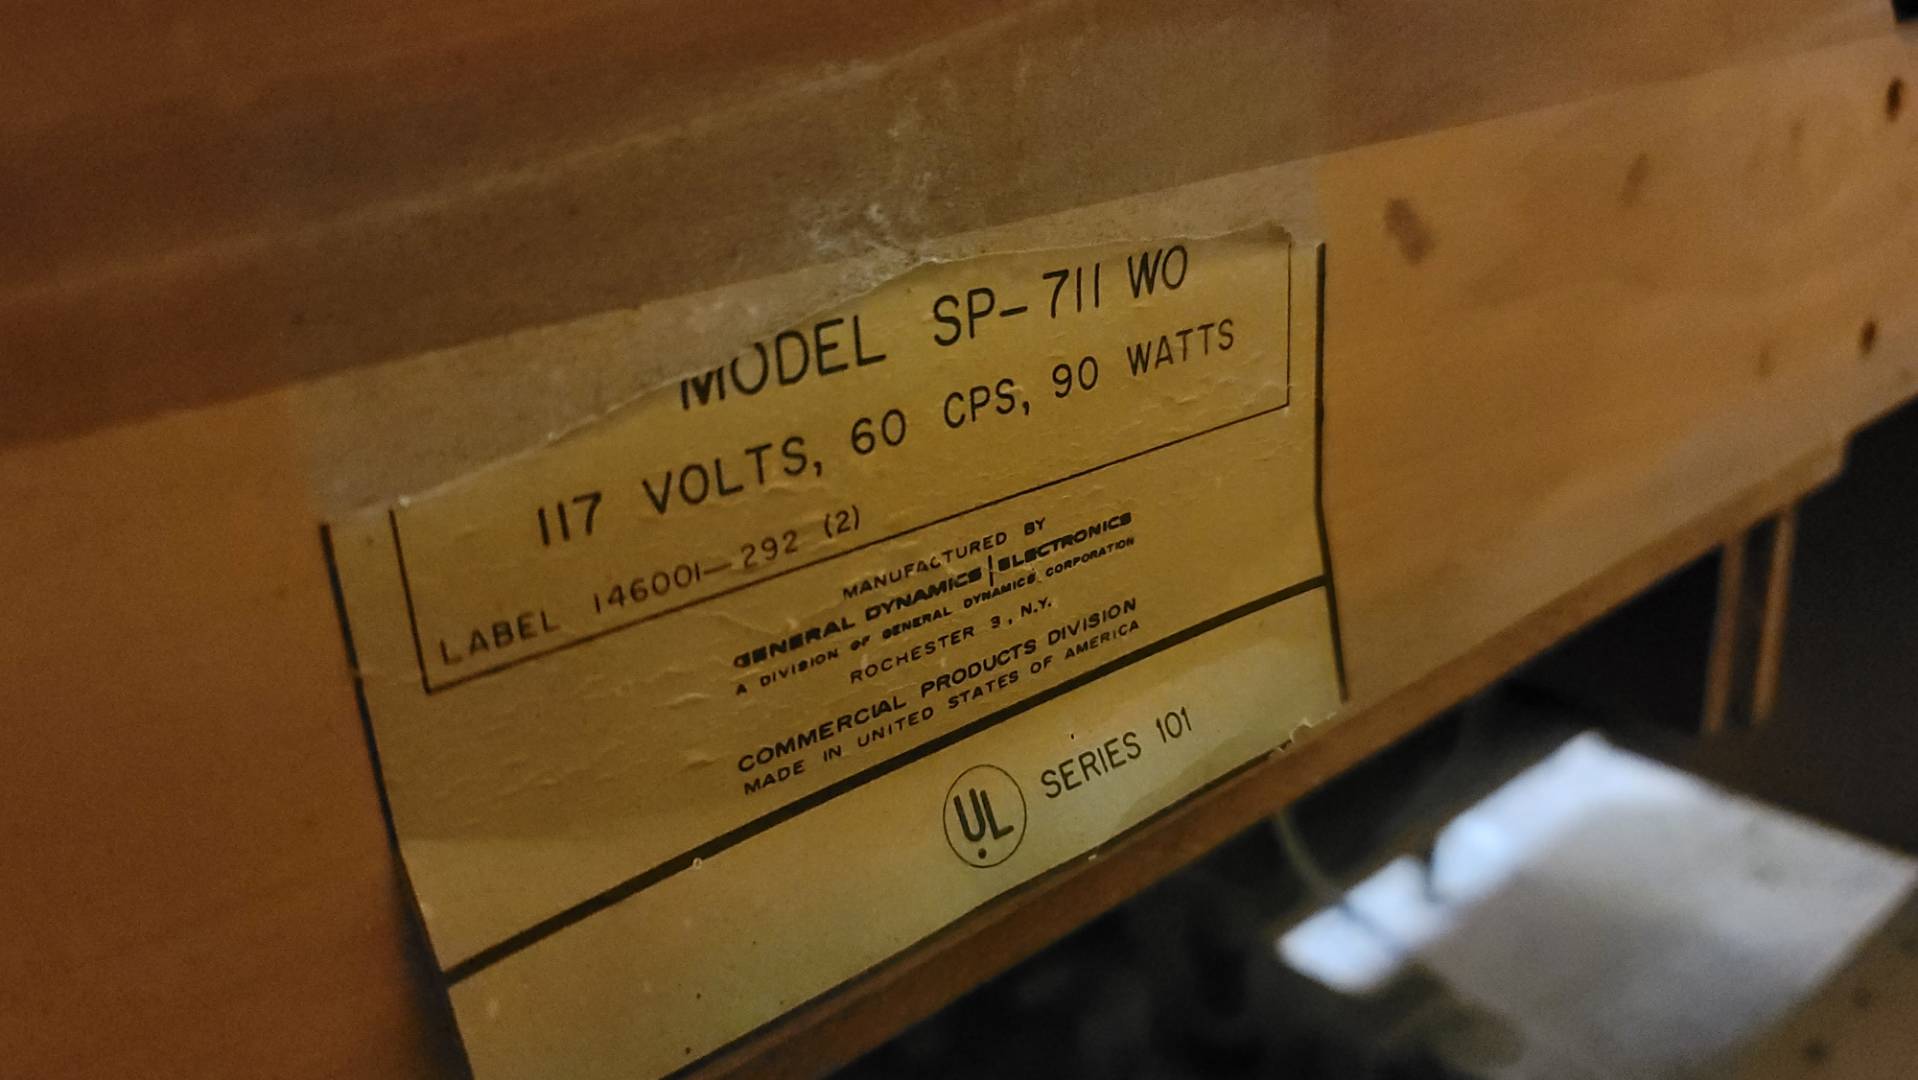 MODEL SP-711 WO
117 VOLTS, 60 CPS, 90 WATTS
LABEL 146001-292 (2)
MANUFACTURED BY
GENERAL DYNAMICS | ELECTRONICS
A DIVISION OF GENERAL DYNAMICS CORPORATION
ROCHESTER 3, N.Y.
COMMERCIAL PRODUCTS DIVISION
MADE IN UNITED STATES OF AMERICA
UL SERIES 101